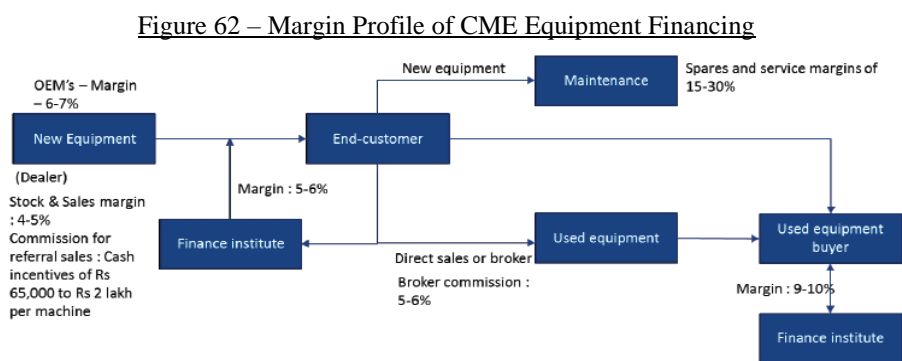 Figure 62 – Margin Profile of CME Equipment Financing
OEM's – Margin
– 6-7%
New Equipment
(Dealer)
Stock & Sales margin
: 4-5%
Commission for
referral sales : Cash
incentives of Rs
65,000 to Rs 2 lakh
per machine
Margin : 5-6%
Finance institute
End-customer
New equipment
Maintenance
Spares and service margins of
15-30%
Direct sales or broker
Broker commission :
5-6%
Used equipment
Used equipment
buyer
Margin : 9-10%
Finance institute